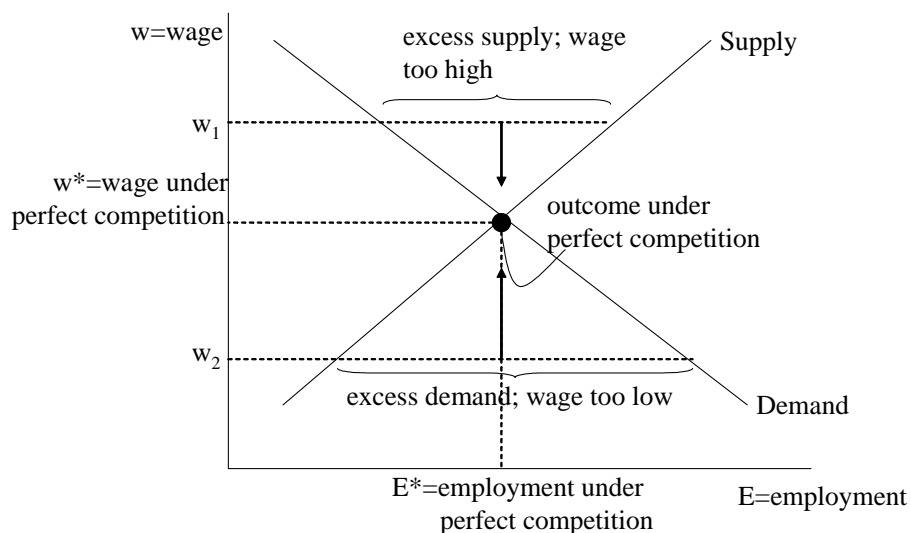 w=wage
excess supply; wage
too high
Supply
w₁
w*=wage under
perfect competition
outcome under
perfect competition
w₂
excess demand; wage too low
Demand
E*=employment under
perfect competition
E=employment